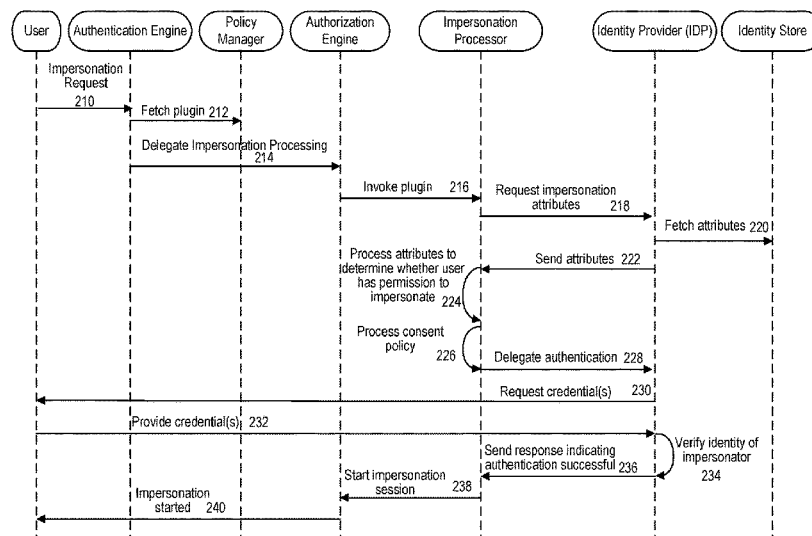 User
Authentication Engine
Policy
Manager
Authorization
Engine
Impersonation
Processor
Identity Provider (IDP)
Identity Store
Impersonation
Request
210
Fetch plugin 212
Delegate Impersonation Processing
214
Invoke plugin 216
Request impersonation
attributes 218
Fetch attributes 220
Send attributes 222
Process attributes to
determine whether user
has permission to
impersonate 224
Process consent
policy 226
Delegate authentication 228
Request credential(s) 230
Provide credential(s) 232
Verify identity of
impersonator
234
Send response indicating
authentication successful 236
Start impersonation
session 238
Impersonation
started 240